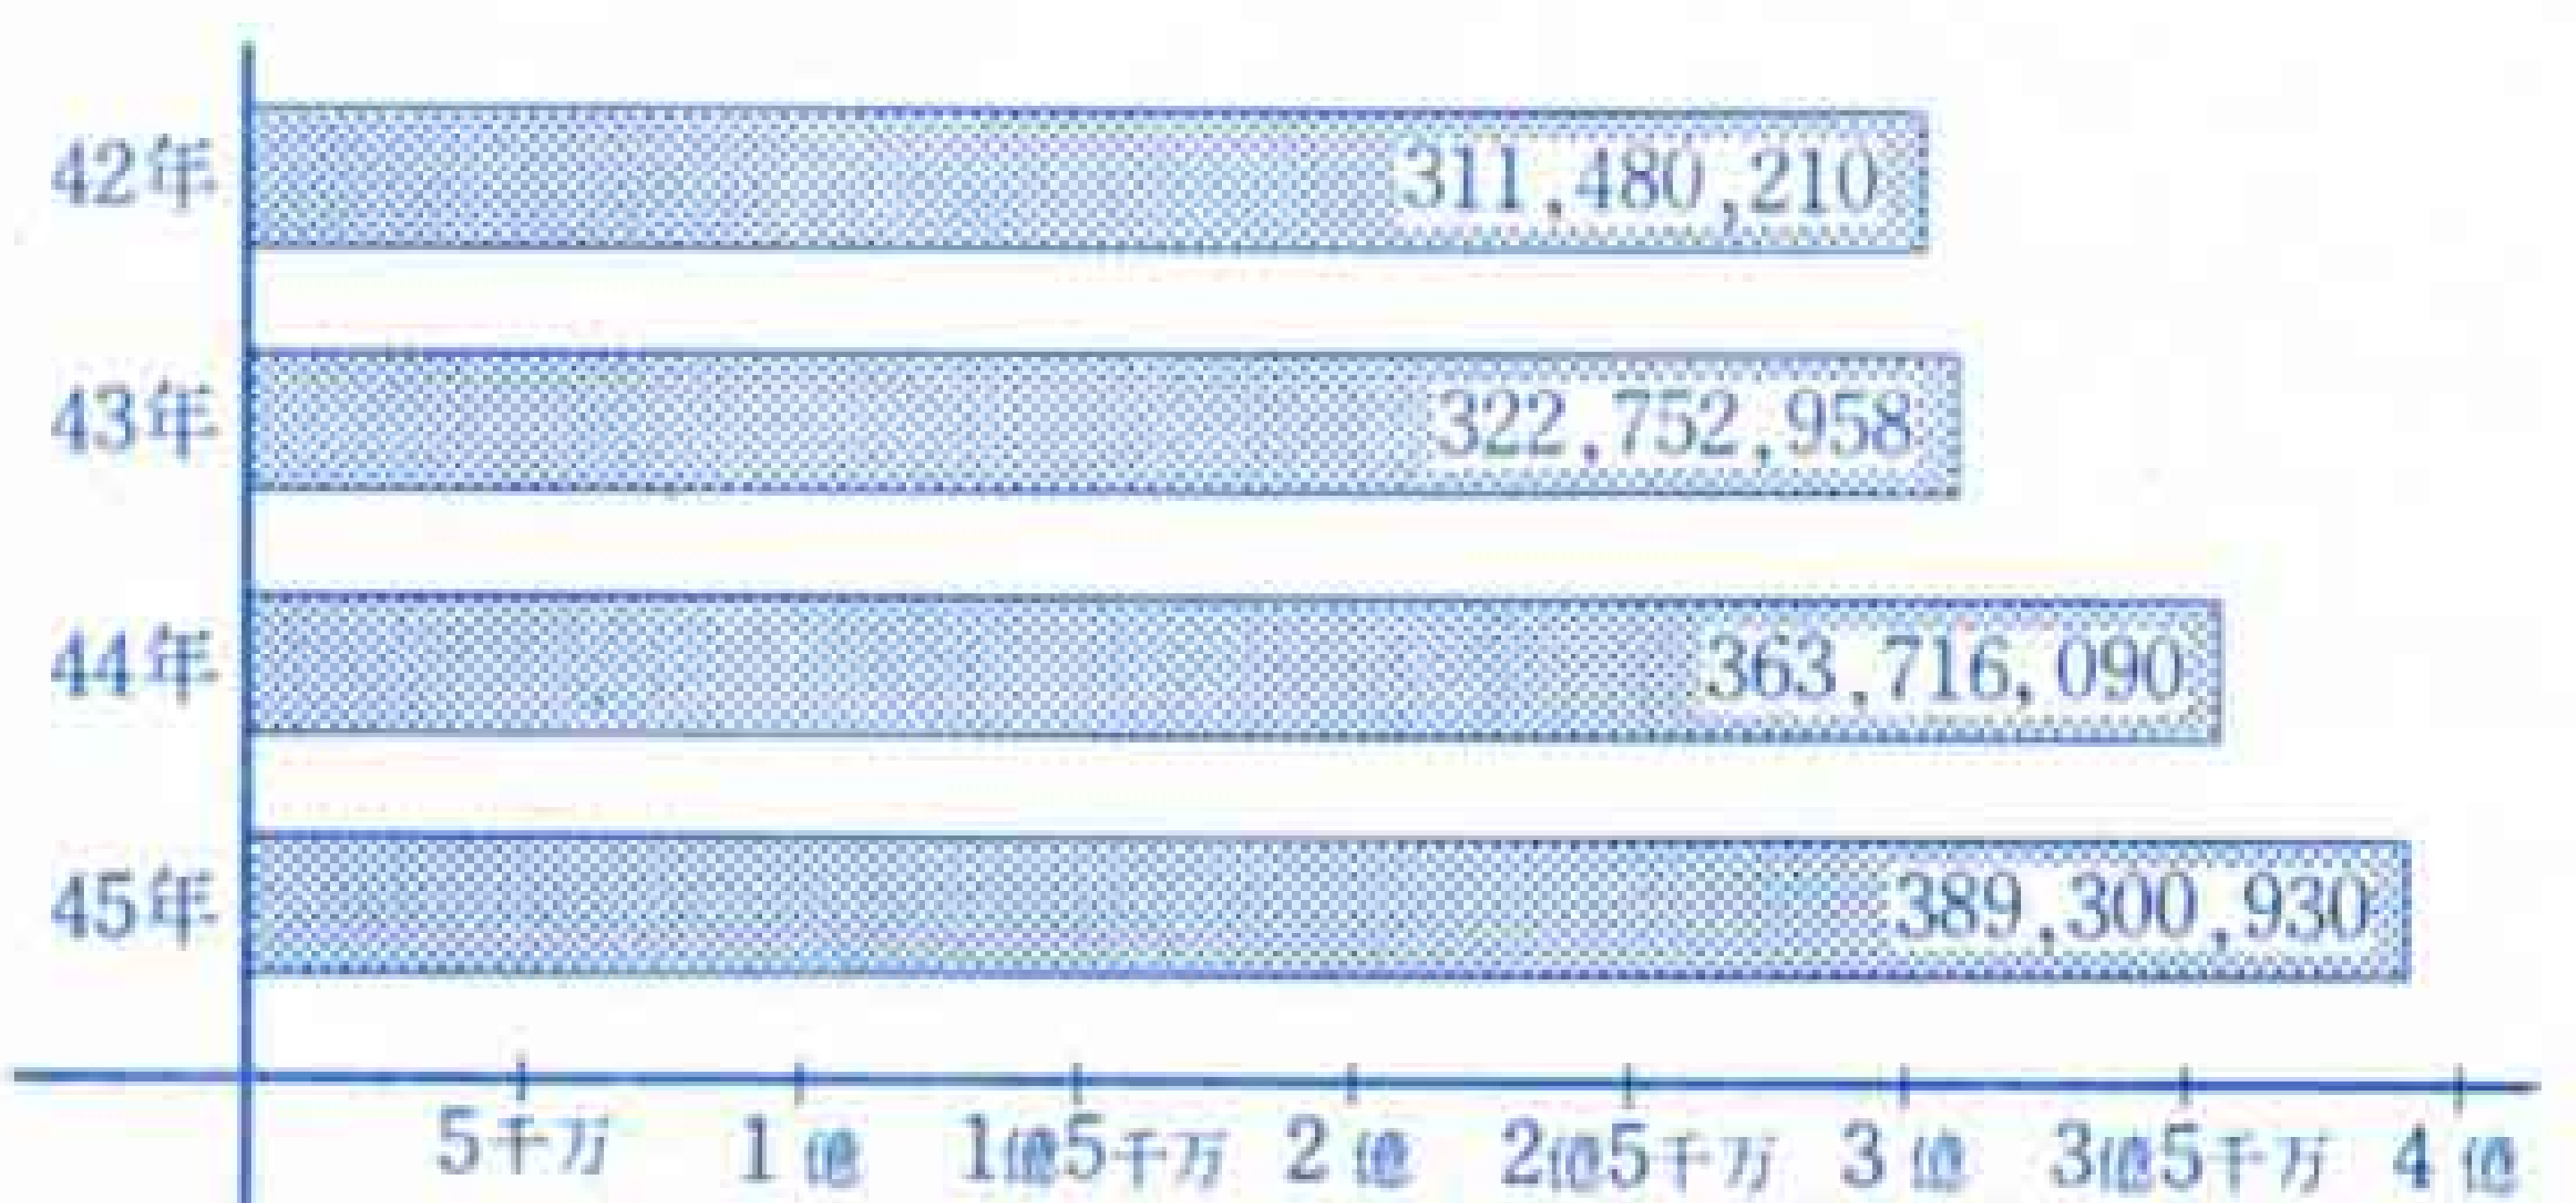 42年 311,480,210
43年 322,752,958
44年 363,716,090
45年 389,300,930
5千万 1億 1億5千万 2億 2億5千万 3億 3億5千万 4億